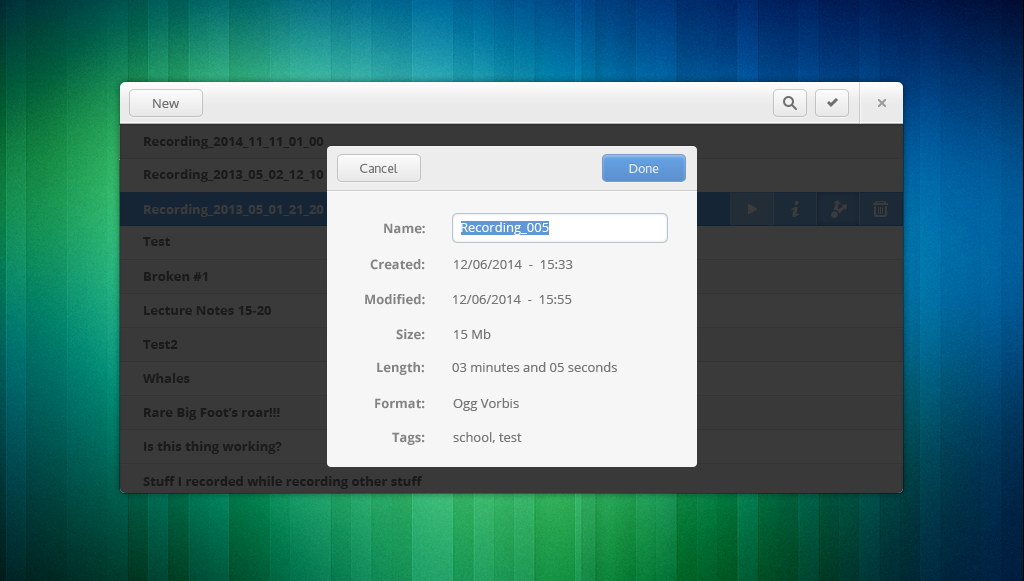 New
Recording_2014_11_11_01_00
Recording_2013_05_02_12_10
Recording_2013_05_01_21_20
Test
Broken #1
Lecture Notes 15-20
Test2
Whales
Rare Big Foot's roar!!!
Is this thing working?
Stuff I recorded while recording other stuff
Cancel Done
Name: Recording_005
Created: 12/06/2014 - 15:33
Modified: 12/06/2014 - 15:55
Size: 15 Mb
Length: 03 minutes and 05 seconds
Format: Ogg Vorbis
Tags: school, test